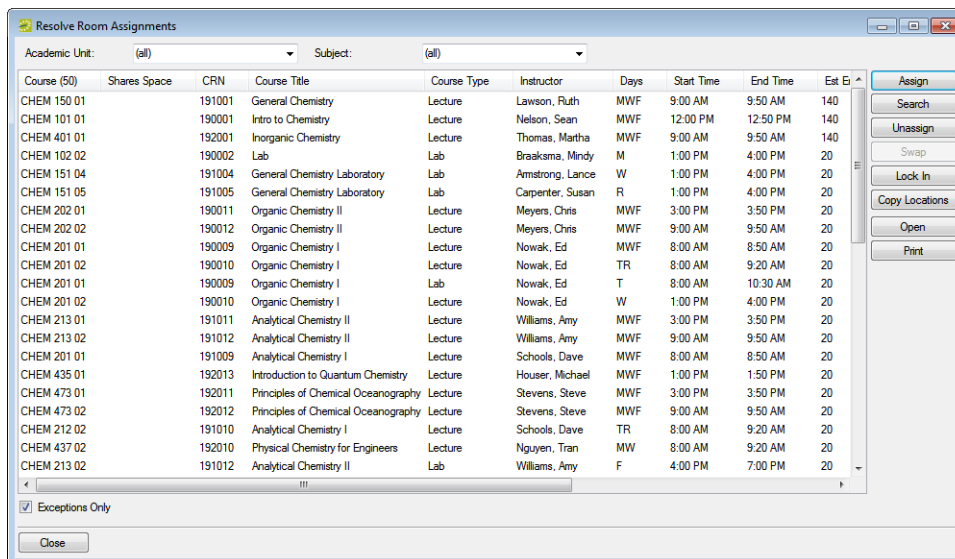 Resolve Room Assignments
Academic Unit: (all) Subject: (all)
Course (50) Shares Space CRN Course Title Course Type Instructor Days Start Time End Time Est E
CHEM 150 01 191001 General Chemistry Lecture Lawson, Ruth MWF 9:00 AM 9:50 AM 140
CHEM 101 01 190001 Intro to Chemistry Lecture Nelson, Sean MWF 12:00 PM 12:50 PM 140
CHEM 401 01 192001 Inorganic Chemistry Lecture Thomas, Martha MWF 9:00 AM 9:50 AM 140
CHEM 102 02 190002 Lab Lab Braaksma, Mindy M 1:00 PM 4:00 PM 20
CHEM 151 04 191004 General Chemistry Laboratory Lab Armstrong, Lance W 1:00 PM 4:00 PM 20
CHEM 151 05 191005 General Chemistry Laboratory Lab Carpenter, Susan R 1:00 PM 4:00 PM 20
CHEM 202 01 190011 Organic Chemistry II Lecture Meyers, Chris MWF 3:00 PM 3:50 PM 20
CHEM 202 02 190012 Organic Chemistry II Lecture Meyers, Chris MWF 9:00 AM 9:50 AM 20
CHEM 201 01 190009 Organic Chemistry I Lecture Nowak, Ed MWF 8:00 AM 8:50 AM 20
CHEM 201 02 190010 Organic Chemistry I Lecture Nowak, Ed TR 8:00 AM 9:20 AM 20
CHEM 201 01 190009 Organic Chemistry I Lab Nowak, Ed T 8:00 AM 10:30 AM 20
CHEM 201 02 190010 Organic Chemistry I Lecture Nowak, Ed W 1:00 PM 4:00 PM 20
CHEM 213 01 191011 Analytical Chemistry II Lecture Williams, Amy MWF 3:00 PM 3:50 PM 20
CHEM 213 02 191012 Analytical Chemistry II Lecture Williams, Amy MWF 9:00 AM 9:50 AM 20
CHEM 201 01 191009 Analytical Chemistry I Lecture Schools, Dave MWF 8:00 AM 8:50 AM 20
CHEM 435 01 192013 Introduction to Quantum Chemistry Lecture Houser, Michael MWF 1:00 PM 1:50 PM 20
CHEM 473 01 192011 Principles of Chemical Oceanography Lecture Stevens, Steve MWF 3:00 PM 3:50 PM 20
CHEM 473 02 192012 Principles of Chemical Oceanography Lecture Stevens, Steve MWF 9:00 AM 9:50 AM 20
CHEM 212 02 191010 Analytical Chemistry I Lecture Schools, Dave TR 8:00 AM 9:20 AM 20
CHEM 437 02 192010 Physical Chemistry for Engineers Lecture Nguyen, Tran MW 8:00 AM 9:20 AM 20
CHEM 213 02 191012 Analytical Chemistry II Lab Williams, Amy F 4:00 PM 7:00 PM 20
Assign
Search
Unassign
Swap
Lock In
Copy Locations
Open
Print
Exceptions Only
Close